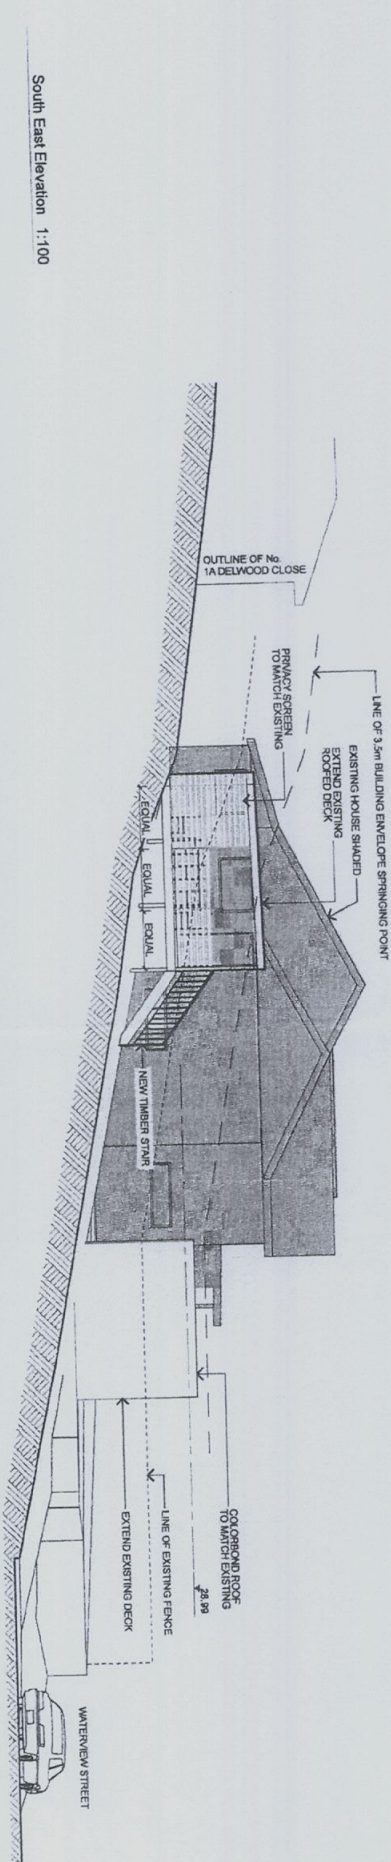 South East Elevation 1:100
OUTLINE OF No.
1A DELWOOD CLOSE
LINE OF 3.5m BUILDING ENVELOPE SPRINGING POINT
EXISTING HOUSE SHADED
EXTEND EXISTING
ROOFED DECK
PRIVACY SCREEN
TO MATCH EXISTING
EQUAL
EQUAL
EQUAL
NEW TIMBER STAIR
COLORBOND ROOF
TO MATCH EXISTING
28.99
LINE OF EXISTING FENCE
EXTEND EXISTING DECK
WATERVIEW STREET